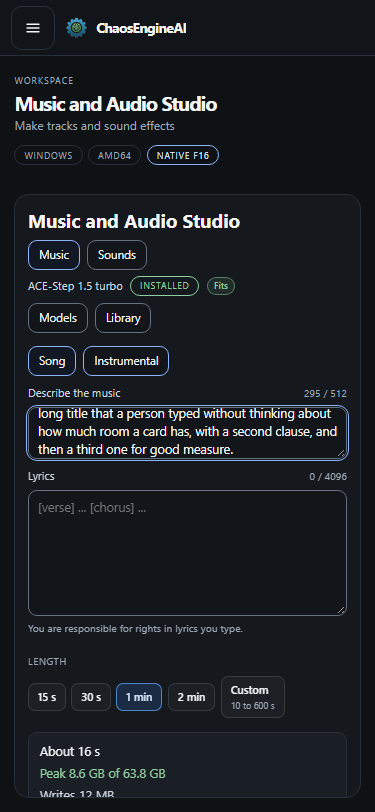 ChaosEngineAI
WORKSPACE
Music and Audio Studio
Make tracks and sound effects
WINDOWS AMD64 NATIVE F16
Music and Audio Studio
Music Sounds
ACE-Step 1.5 turbo INSTALLED Fits
Models Library
Song Instrumental
Describe the music 295 / 512
long title that a person typed without thinking about
how much room a card has, with a second clause, and
then a third one for good measure.
Lyrics 0 / 4096
[verse] ... [chorus] ...
You are responsible for rights in lyrics you type.
LENGTH
15 s 30 s 1 min 2 min Custom
10 to 600 s
About 16 s
Peak 8.6 GB of 63.8 GB
Writes 12 MB